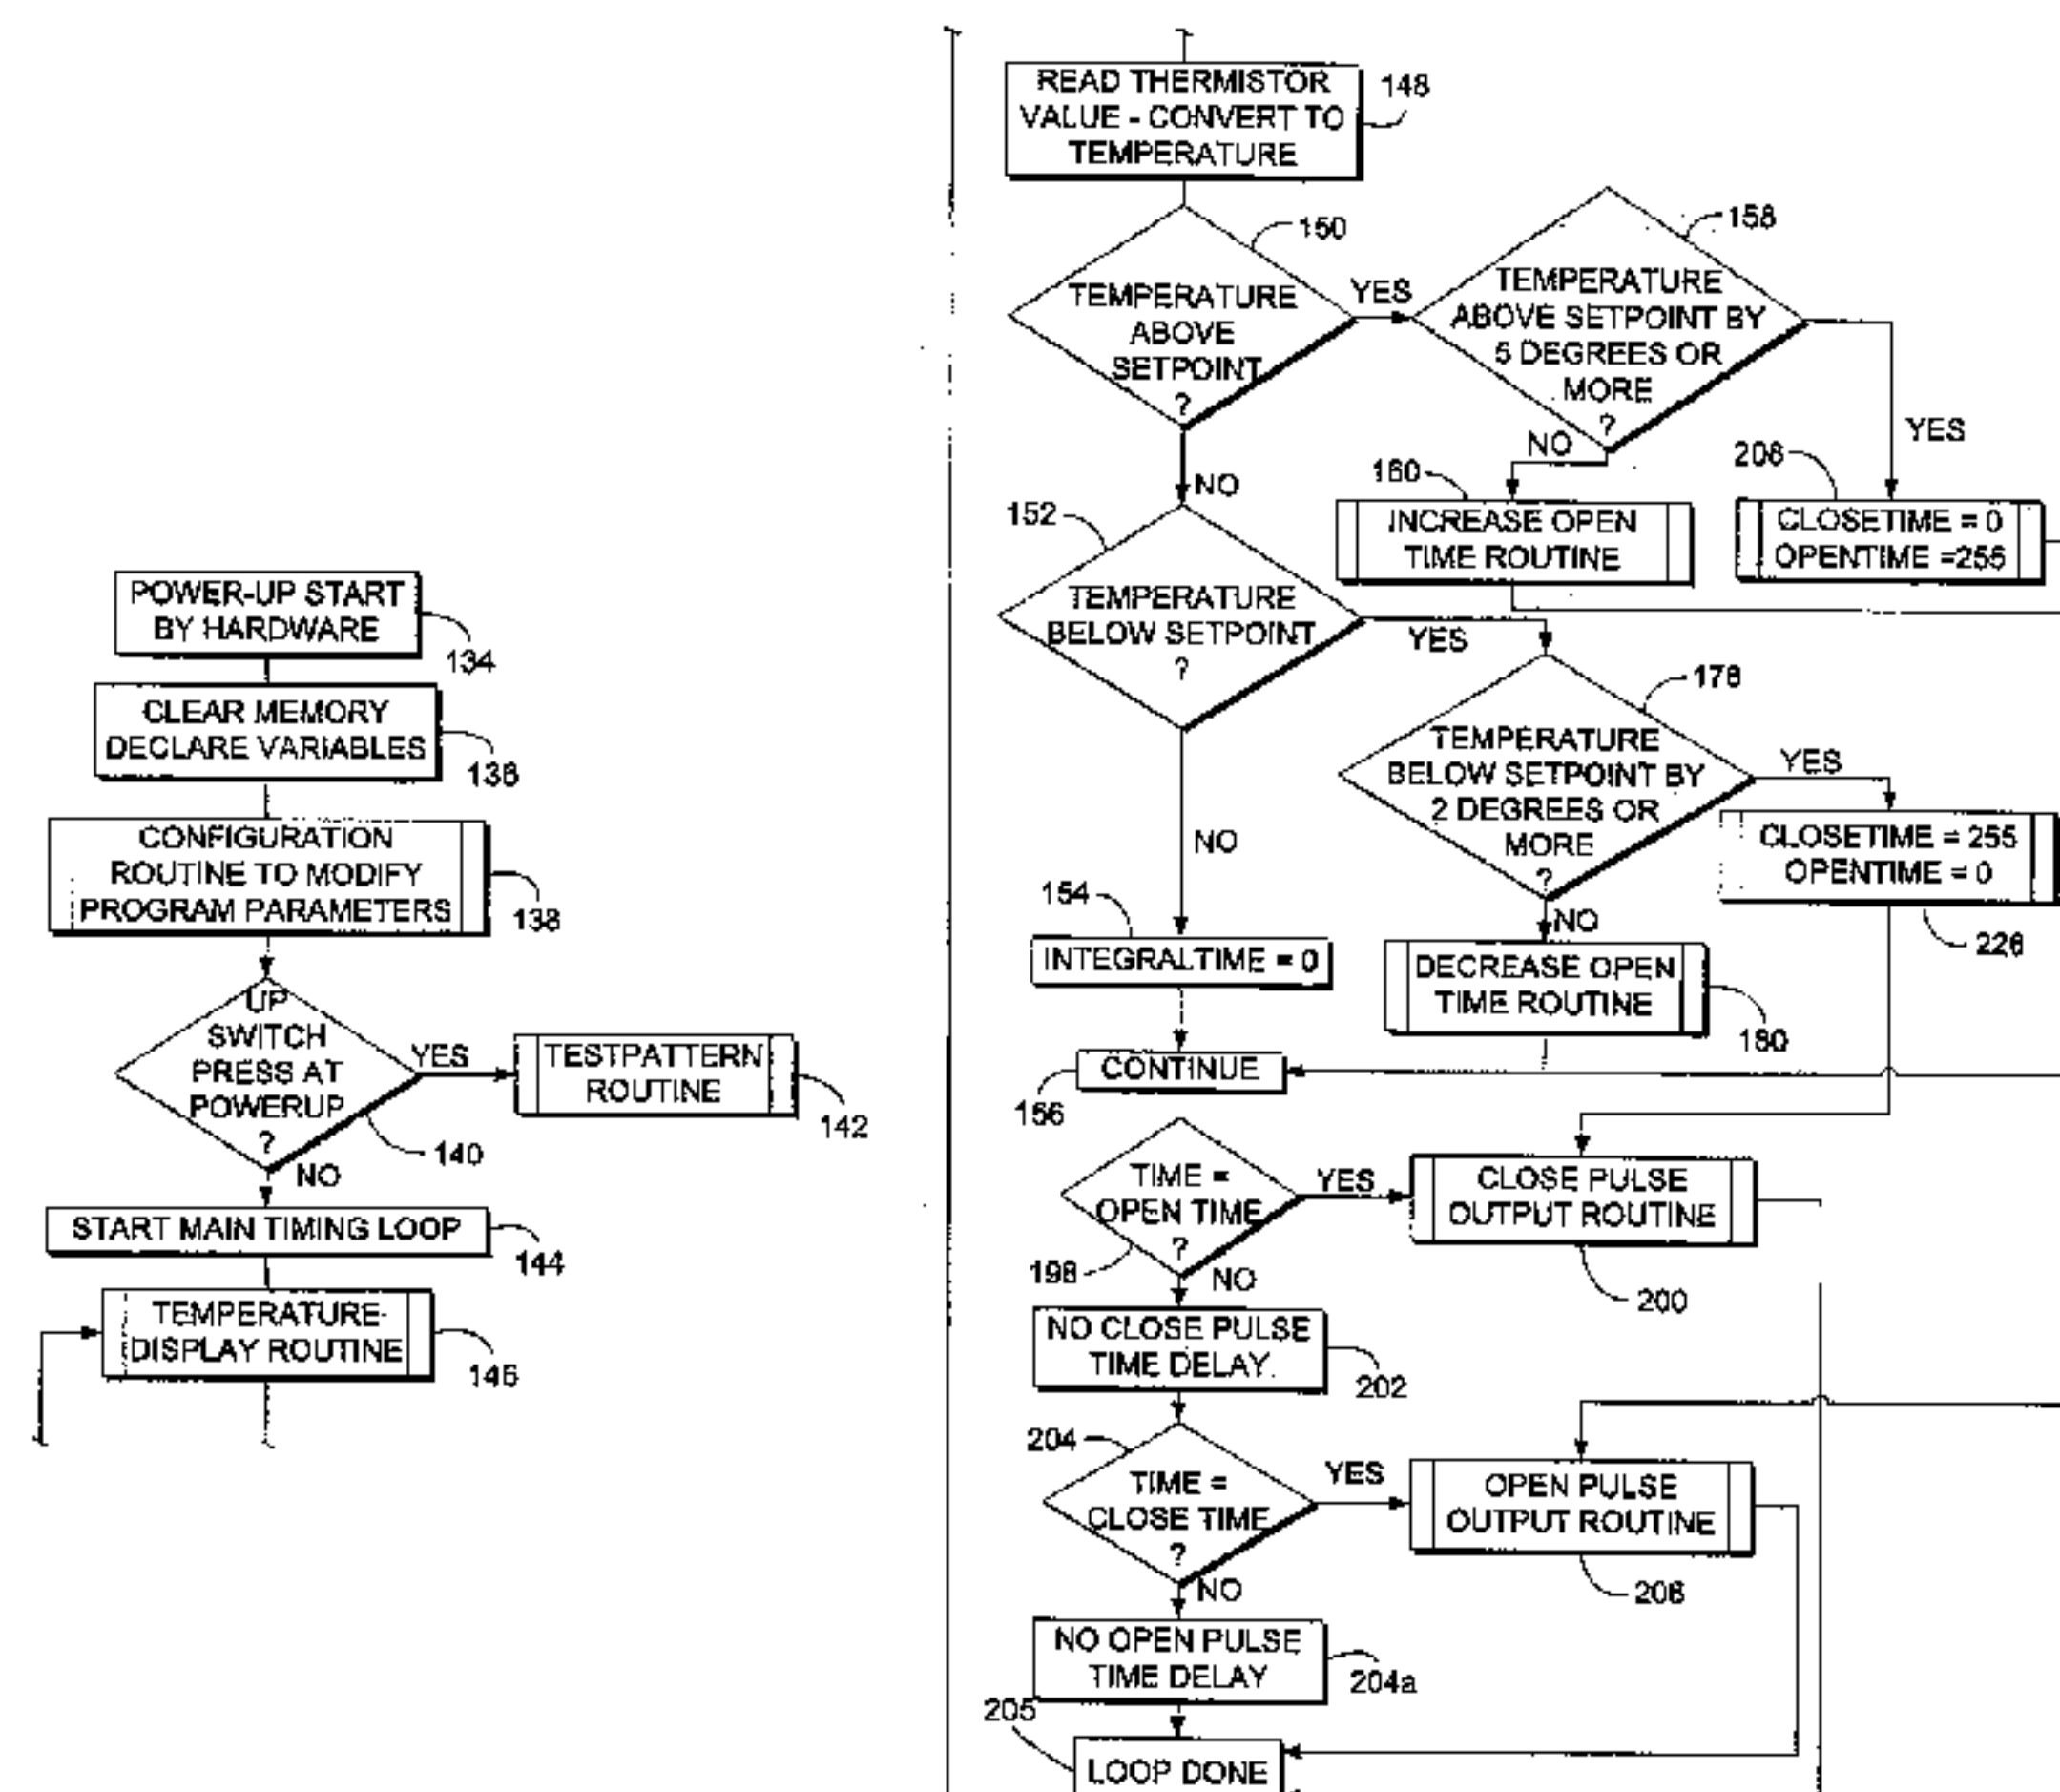 POWER-UP START
BY HARDWARE
134
CLEAR MEMORY
DECLARE VARIABLES
136
CONFIGURATION
ROUTINE TO MODIFY
PROGRAM PARAMETERS
138
UP
SWITCH
PRESS AT
POWERUP
?
YES
140
NO
TESTPATTERN
ROUTINE
142
START MAIN TIMING LOOP
144
TEMPERATURE-
DISPLAY ROUTINE
146
READ THERMISTOR
VALUE - CONVERT TO
TEMPERATURE
148
150
TEMPERATURE
ABOVE
SETPOINT
?
YES
NO
158
TEMPERATURE
ABOVE SETPOINT BY
5 DEGREES OR
MORE
?
NO
YES
160
INCREASE OPEN
TIME ROUTINE
208
CLOSETIME = 0
OPENTIME =255
152
TEMPERATURE
BELOW SETPOINT
?
YES
NO
178
TEMPERATURE
BELOW SETPOINT BY
2 DEGREES OR
MORE
?
YES
NO
CLOSETIME = 255
OPENTIME = 0
226
154
INTEGRALTIME = 0
DECREASE OPEN
TIME ROUTINE
180
CONTINUE
156
TIME =
OPEN TIME
?
198
YES
NO
CLOSE PULSE
OUTPUT ROUTINE
200
NO CLOSE PULSE
TIME DELAY
202
204
TIME =
CLOSE TIME
?
YES
NO
OPEN PULSE
OUTPUT ROUTINE
206
NO OPEN PULSE
TIME DELAY
204a
205
LOOP DONE